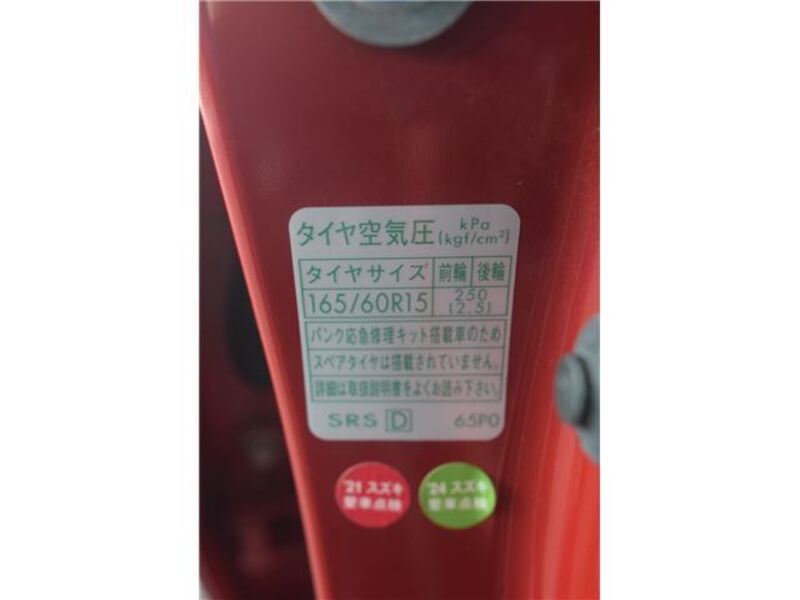 タイヤ空気圧 kPa (kgf/cm²)
タイヤサイズ 前輪 後輪
165/60R15 250 (2.5)
パンク応急修理キット搭載車のため
スペアタイヤは搭載されていません。
詳細は取扱説明書をよくお読み下さい。
SRS D 65P0
'21 スズキ
愛車点検
'24 スズキ
愛車点検